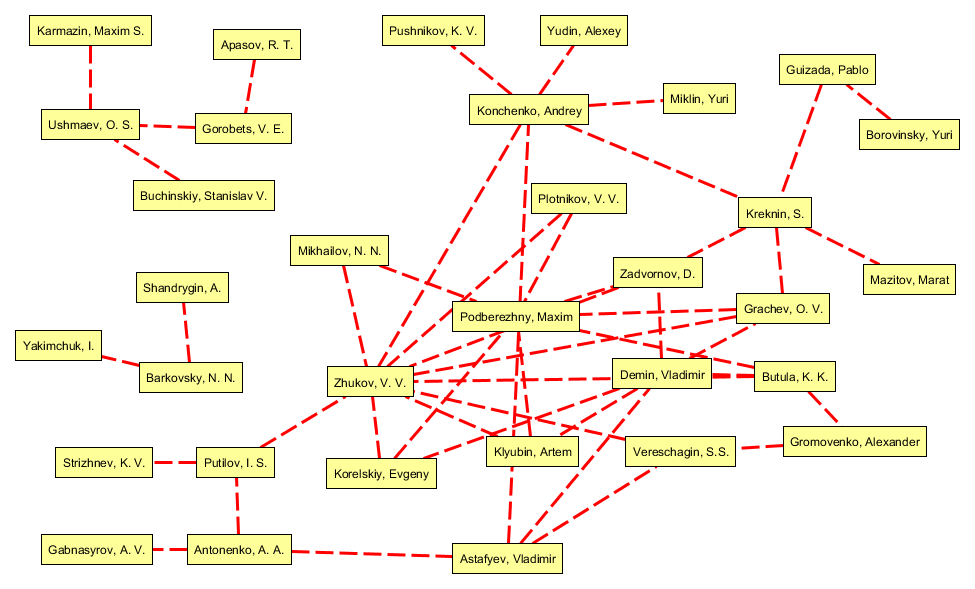 Karmazin, Maxim S.
Pushnikov, K. V.
Yudin, Alexey
Apasov, R. T.
Guizada, Pablo
Miklin, Yuri
Konchenko, Andrey
Ushmaev, O. S.
Gorobets, V. E.
Borovinsky, Yuri
Buchinskiy, Stanislav V.
Plotnikov, V. V.
Kreknin, S.
Mikhailov, N. N.
Zadvornov, D.
Mazitov, Marat
Shandrygin, A.
Grachev, O. V.
Podberezhny, Maxim
Yakimchuk, I.
Barkovsky, N. N.
Zhukov, V. V.
Demin, Vladimir
Butula, K. K.
Gromovenko, Alexander
Strizhnev, K. V.
Putilov, I. S.
Korelskiy, Evgeny
Klyubin, Artem
Vereschagin, S.S.
Gabnasyrov, A. V.
Antonenko, A. A.
Astafyev, Vladimir